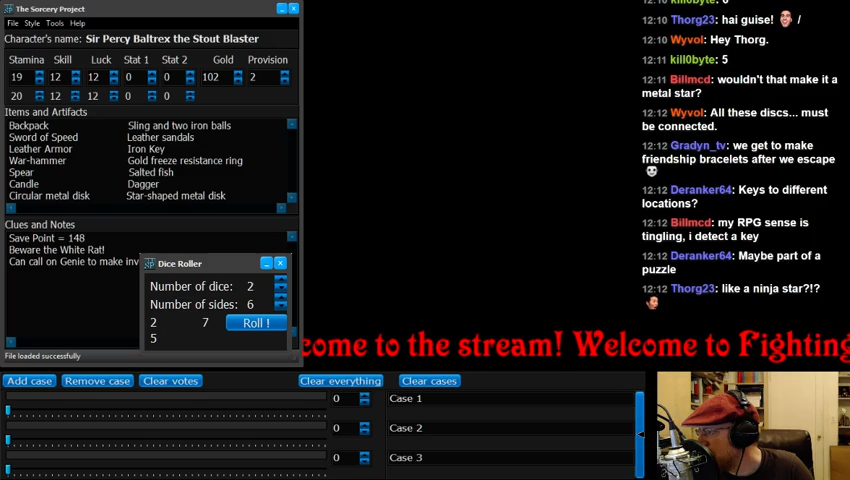 The Sorcery Project
File Style Tools Help
Character's name: Sir Percy Baltrex the Stout Blaster
Stamina Skill Luck Stat 1 Stat 2 Gold Provision
19 12 12 0 0 102 2
20 12 12 0 0
Items and Artifacts
Backpack Sling and two iron balls
Sword of Speed Leather sandals
Leather Armor Iron Key
War-hammer Gold freeze resistance ring
Spear Salted fish
Candle Dagger
Circular metal disk Star-shaped metal disk
Clues and Notes
Save Point = 148
Beware the White Rat!
Can call on Genie to make inv
Dice Roller
Number of dice: 2
Number of sides: 6
2 7 Roll !
5
File loaded successfully
come to the stream! Welcome to Fighting
Add case Remove case Clear votes Clear everything Clear cases
0 Case 1
0 Case 2
0 Case 3
12:10 kill0byte: 6
12:10 Thorg23: hai guise! /
12:10 Wyvol: Hey Thorg.
12:11 kill0byte: 5
12:11 Billmcd: wouldn't that make it a
metal star?
12:12 Wyvol: All these discs... must
be connected.
12:12 Gradyn_tv: we get to make
friendship bracelets after we escape
12:12 Deranker64: Keys to different
locations?
12:12 Billmcd: my RPG sense is
tingling, i detect a key
12:12 Deranker64: Maybe part of a
puzzle
12:12 Thorg23: like a ninja star?!?